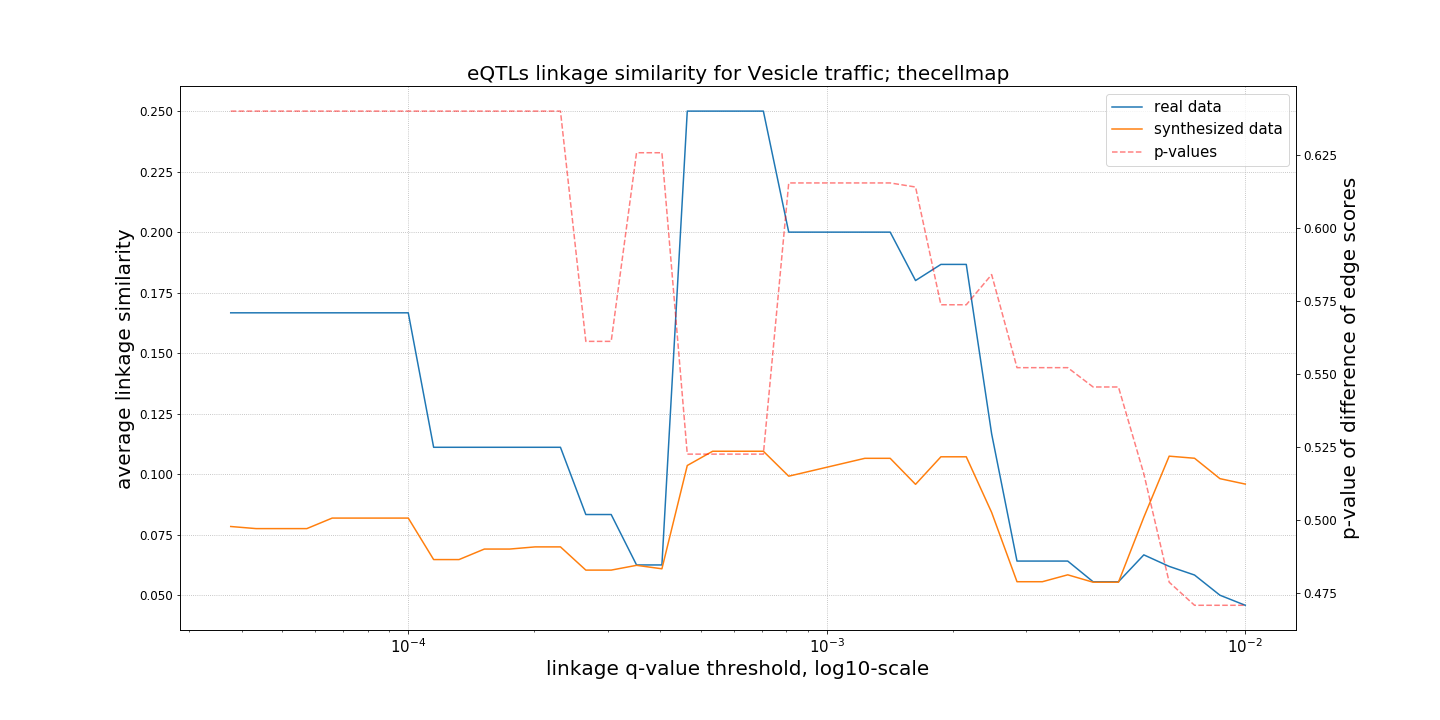 eQTLs linkage similarity for Vesicle traffic; thecellmap
real data
synthesized data
p-values
average linkage similarity
0.250
0.225
0.200
0.175
0.150
0.125
0.100
0.075
0.050
0.625
0.600
0.575
0.550
0.525
0.500
0.475
p-value of difference of edge scores
10⁻⁴
10⁻³
10⁻²
linkage q-value threshold, log10-scale